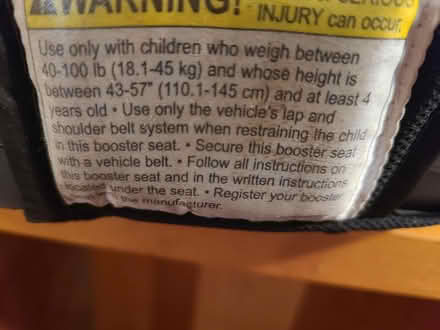 WARNING! SERIOUS
INJURY can occur.
Use only with children who weigh between
40-100 lb (18.1-45 kg) and whose height is
between 43-57" (110.1-145 cm) and at least 4
years old • Use only the vehicle's lap and
shoulder belt system when restraining the child
in this booster seat. • Secure this booster seat
with a vehicle belt. • Follow all instructions on
this booster seat and in the written instructions
located under the seat. • Register your booster
the manufacturer.